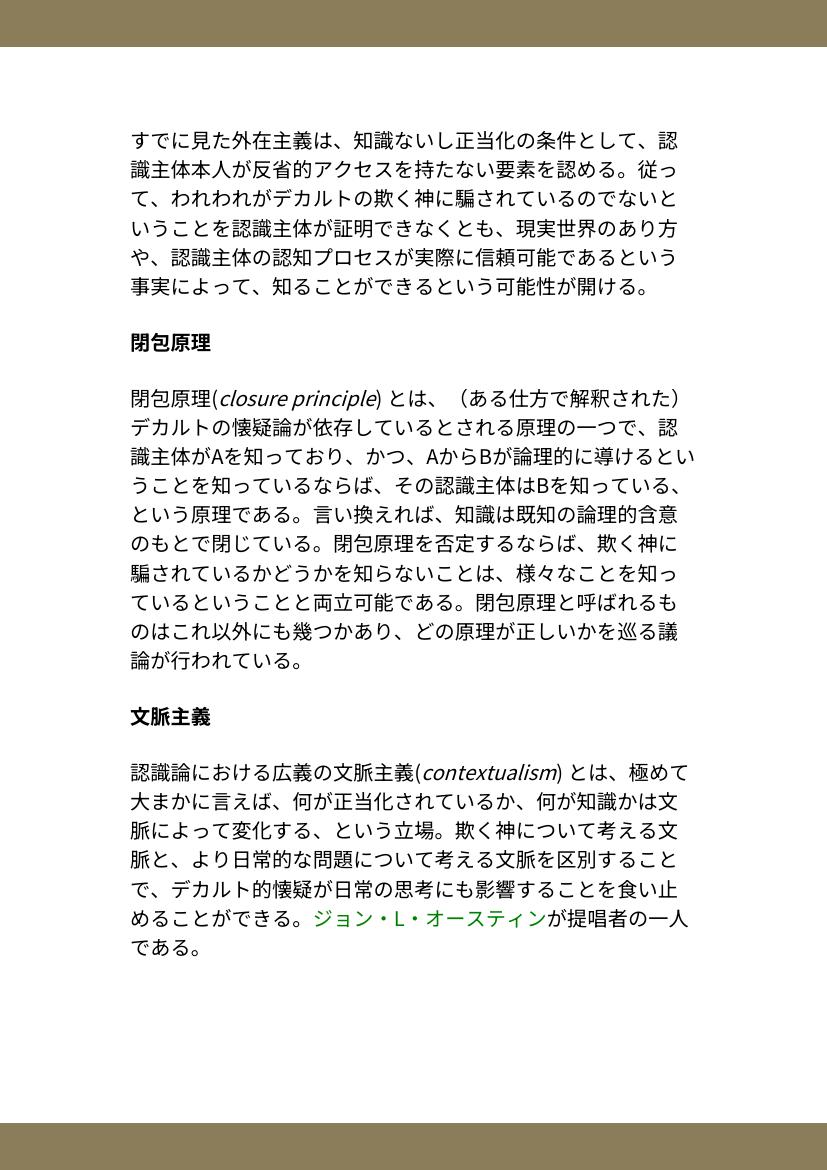 すでに見た外在主義は、知識ないし正当化の条件として、認
識主体本人が反省的アクセスを持たない要素を認める。従っ
て、われわれがデカルトの欺く神に騙されているのでないと
いうことを認識主体が証明できなくとも、現実世界のあり方
や、認識主体の認知プロセスが実際に信頼可能であるという
事実によって、知ることができるという可能性が開ける。
閉包原理
閉包原理(closure principle) とは、（ある仕方で解釈された）
デカルトの懐疑論が依存しているとされる原理の一つで、認
識主体がAを知っており、かつ、AからBが論理的に導けるとい
うことを知っているならば、その認識主体はBを知っている、
という原理である。言い換えれば、知識は既知の論理的含意
のもとで閉じている。閉包原理を否定するならば、欺く神に
騙されているかどうかを知らないことは、様々なことを知っ
ているということと両立可能である。閉包原理と呼ばれるも
のはこれ以外にも幾つかあり、どの原理が正しいかを巡る議
論が行われている。
文脈主義
認識論における広義の文脈主義(contextualism) とは、極めて
大まかに言えば、何が正当化されているか、何が知識かは文
脈によって変化する、という立場。欺く神について考える文
脈と、より日常的な問題について考える文脈を区別すること
で、デカルト的懐疑が日常の思考にも影響することを食い止
めることができる。ジョン・L・オースティンが提唱者の一人
である。